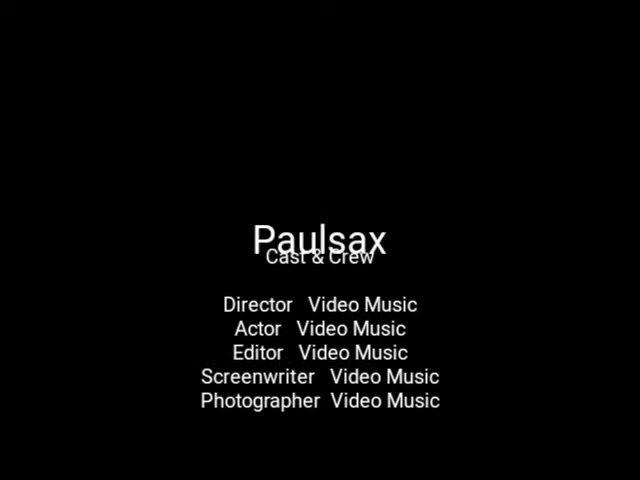 Paulsax
Cast & Crew
Director Video Music
Actor Video Music
Editor Video Music
Screenwriter Video Music
Photographer Video Music